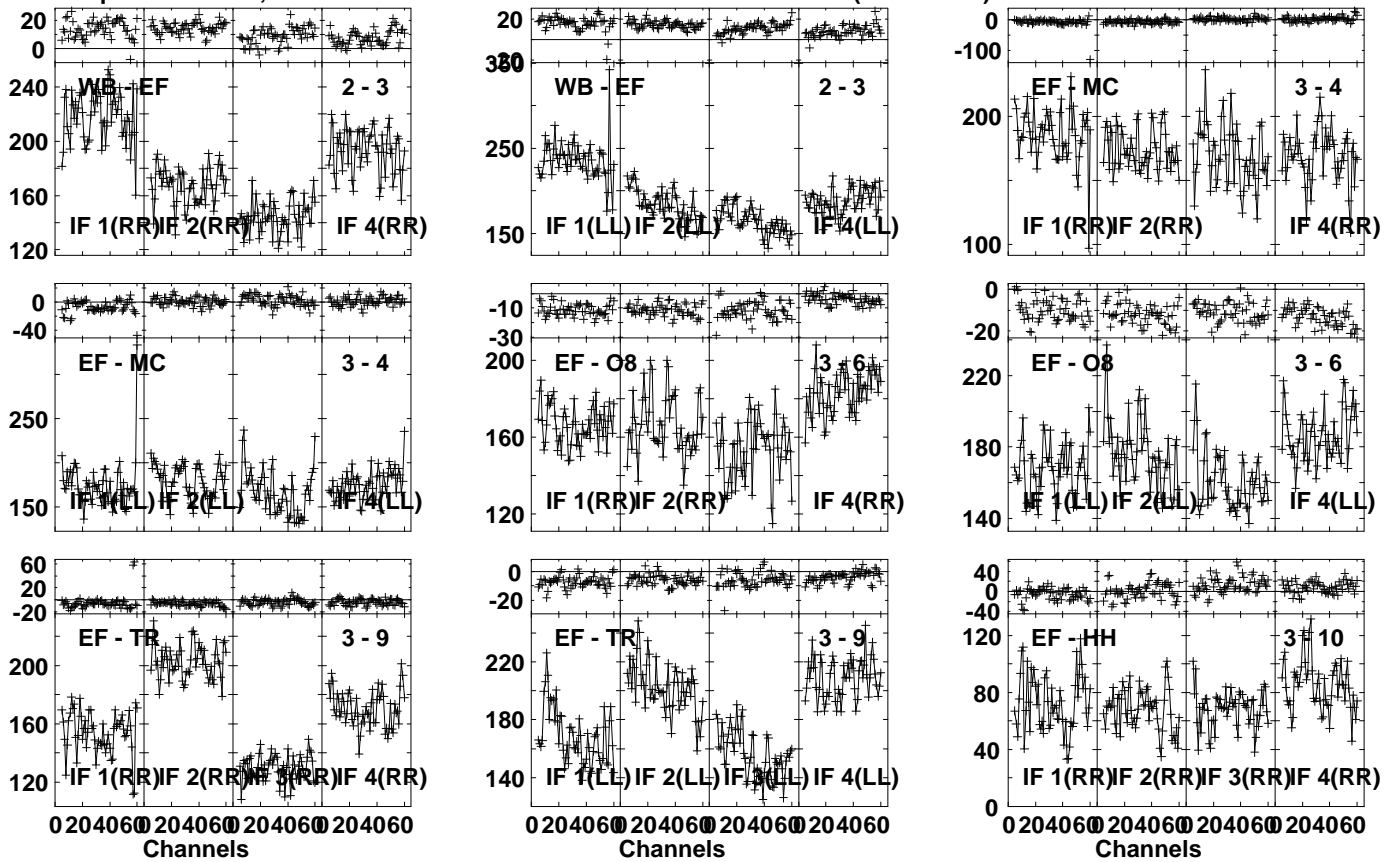 20
0
240
200
160
120
WB - EF
2 - 3
IF 1(RR)
IF 2(RR)
IF 4(RR)
20
360
250
150
WB - EF
2 - 3
IF 1(LL)
IF 2(LL)
IF 4(LL)
0
-100
200
100
EF - MC
3 - 4
IF 1(RR)
IF 2(RR)
IF 4(RR)
0
-40
250
150
EF - MC
3 - 4
IF 1(LL)
IF 2(LL)
IF 4(LL)
-10
-30
200
160
120
EF - O8
3 - 6
IF 1(RR)
IF 2(RR)
IF 4(RR)
0
-20
220
180
140
EF - O8
3 - 6
IF 1(LL)
IF 2(LL)
IF 4(LL)
60
20
-20
200
160
120
EF - TR
3 - 9
IF 1(RR)
IF 2(RR)
IF 3(RR)
IF 4(RR)
0 204060 0 204060 0 204060 0 204060
Channels
0
-20
220
180
140
EF - TR
3 - 9
IF 1(LL)
IF 2(LL)
IF 3(LL)
IF 4(LL)
0 204060 0 204060 0 204060 0 204060
Channels
40
0
-40
120
80
40
0
EF - HH
3 - 10
IF 1(RR)
IF 2(RR)
IF 3(RR)
IF 4(RR)
0 204060 0 204060 0 204060 0 204060
Channels